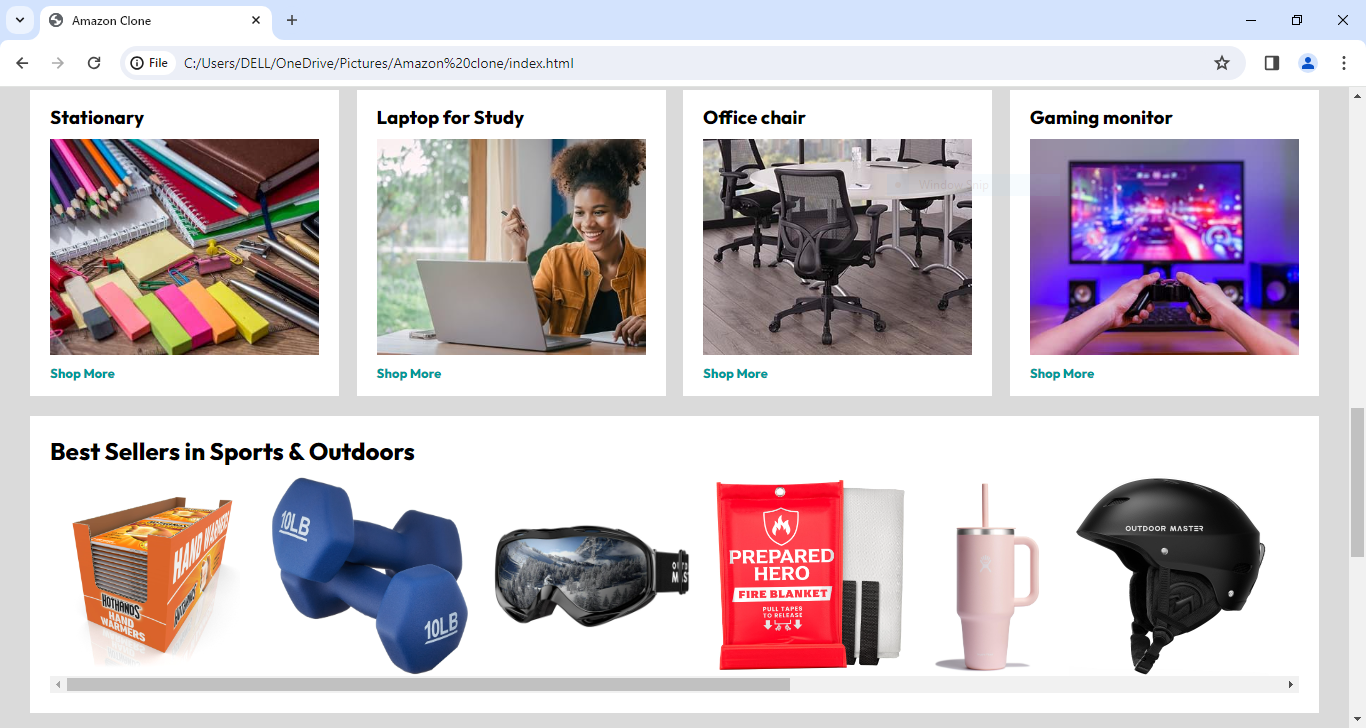 Amazon Clone
File
C:/Users/DELL/OneDrive/Pictures/Amazon%20clone/index.html
Stationary
Laptop for Study
Office chair
Gaming monitor
Window Snip
Shop More
Shop More
Shop More
Shop More
Best Sellers in Sports & Outdoors
HAND WARMERS
HOTHANDS
HAND
WARMERS
10LB
10LB
PREPARED
HERO
FIRE BLANKET
PULL TAPES
TO RELEASE
OUTDOOR MASTER